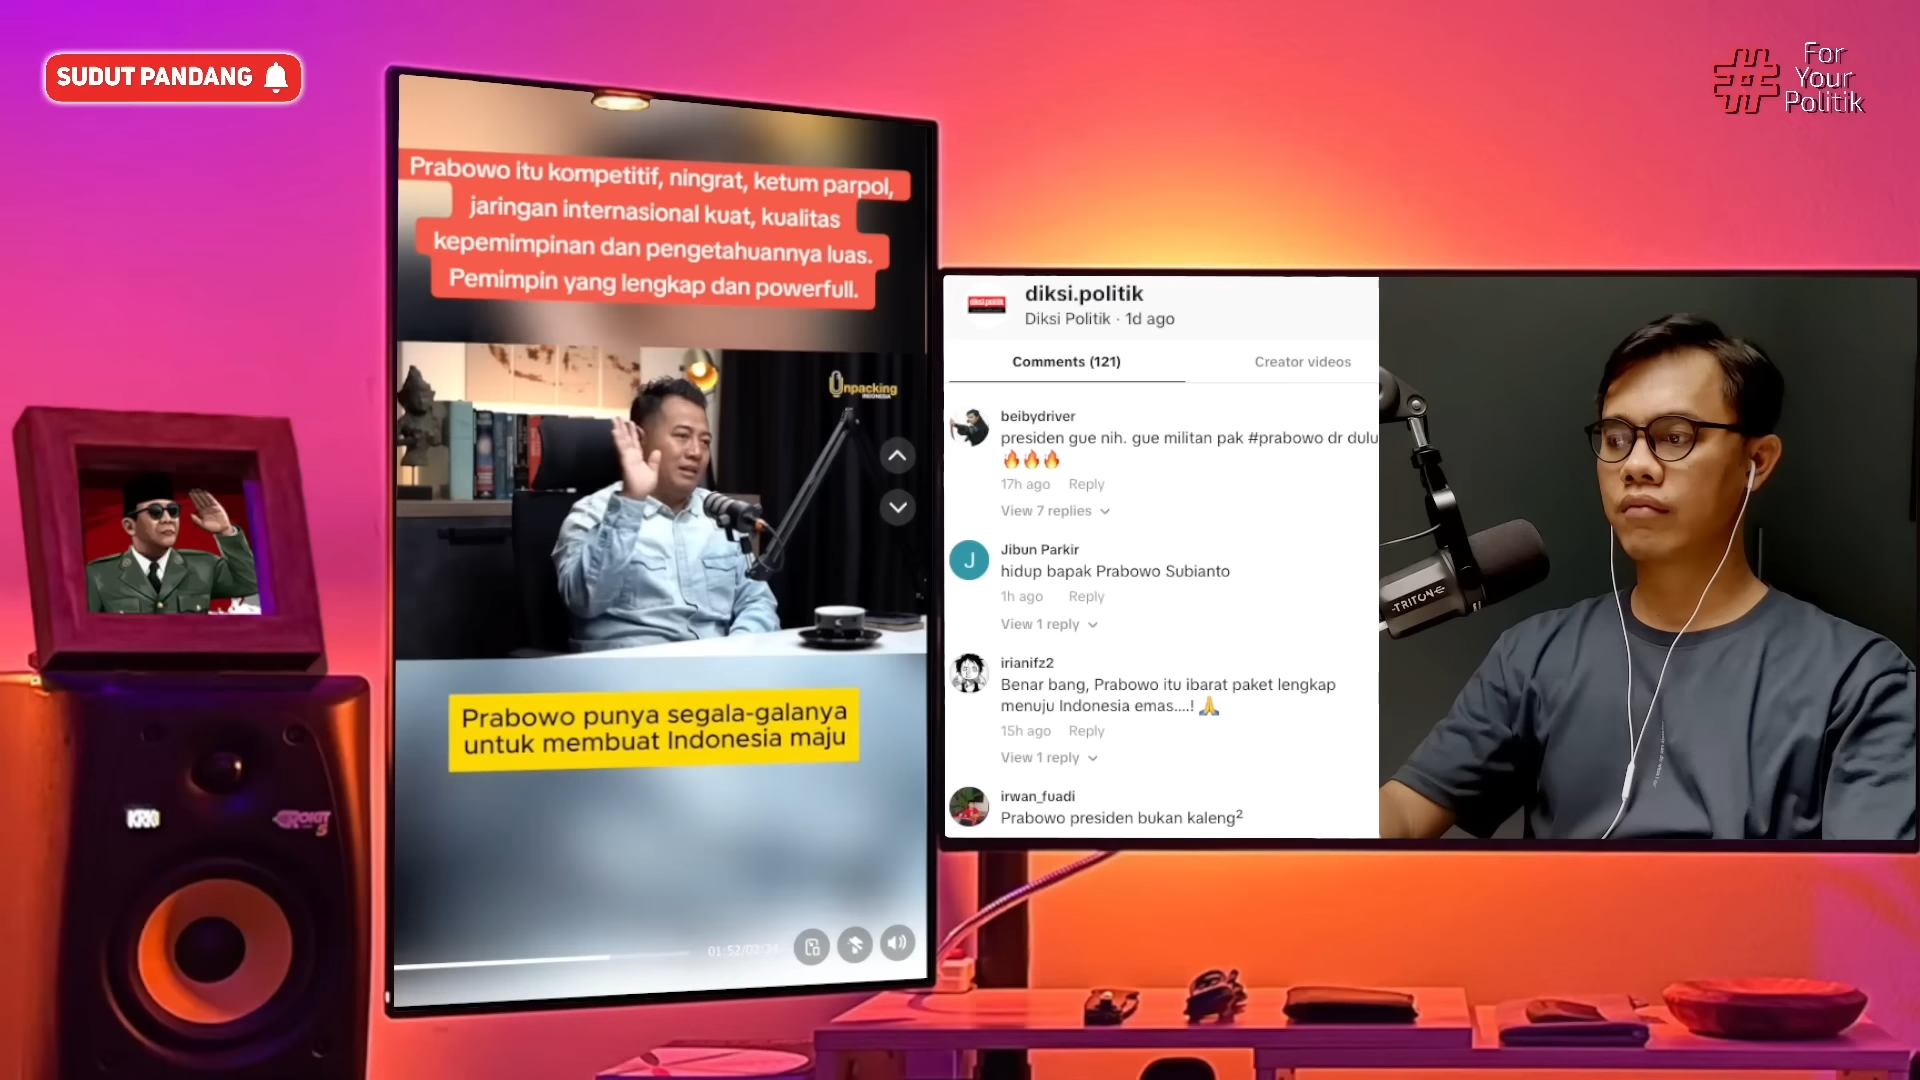 SUDUT PANDANG
# For
Your
Politik
Prabowo itu kompetitif, ningrat, ketum parpol,
jaringan internasional kuat, kualitas
kepemimpinan dan pengetahuannya luas.
Pemimpin yang lengkap dan powerfull.
Unpacking
INDONESIA
Prabowo punya segala-galanya
untuk membuat Indonesia maju
diksi.politik
Diksi Politik · 1d ago
Comments (121)
Creator videos
beibydriver
presiden gue nih. gue militan pak #prabowo dr dulu
🔥🔥🔥
17h ago Reply
View 7 replies
J
Jibun Parkir
hidup bapak Prabowo Subianto
1h ago Reply
View 1 reply
irianifz2
Benar bang, Prabowo itu ibarat paket lengkap
menuju Indonesia emas....! 🙏
15h ago Reply
View 1 reply
irwan_fuadi
Prabowo presiden bukan kaleng²
TRITON
KRK
ROKIT
5